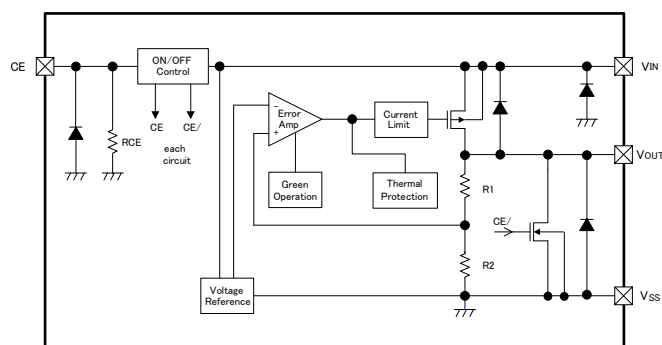 CE
ON/OFF
Control
VIN
CE
CE/
each
circuit
RCE
−
Error
Amp
+
Current
Limit
Green
Operation
Thermal
Protection
VOUT
R1
CE/
R2
Voltage
Reference
VSS